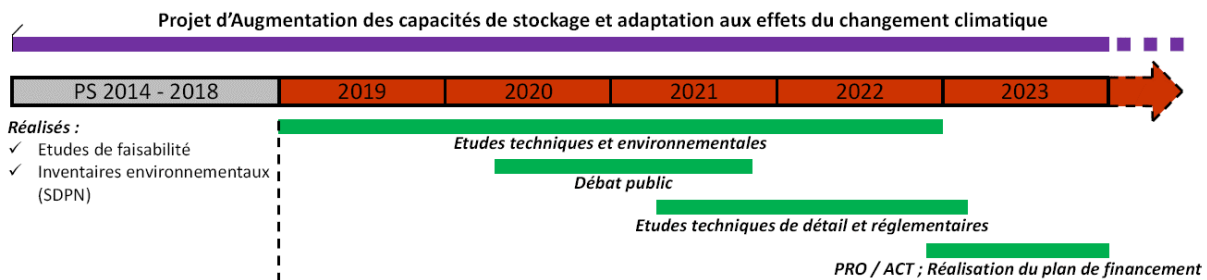 Projet d'Augmentation des capacités de stockage et adaptation aux effets du changement climatique
PS 2014 - 2018 2019 2020 2021 2022 2023
Réalisés :
✓ Etudes de faisabilité
✓ Inventaires environnementaux
(SDPN)
Etudes techniques et environnementales
Débat public
Etudes techniques de détail et réglementaires
PRO / ACT ; Réalisation du plan de financement